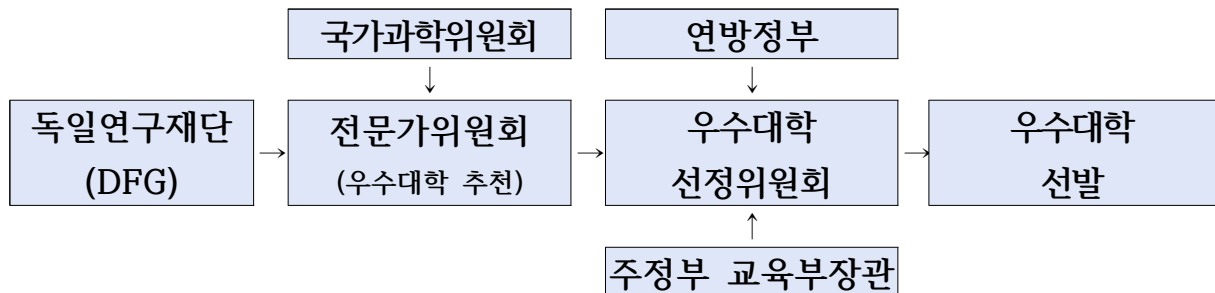 국가과학위원회
연방정부
독일연구재단
(DFG)
→
전문가위원회
(우수대학 추천)
→
우수대학
선정위원회
→
우수대학
선발
주정부 교육부장관